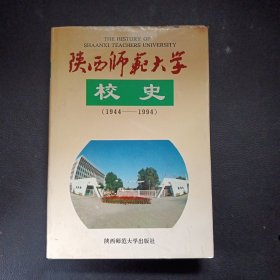 THE HISTORY OF
SHAANXI TEACHERS UNIVERSITY
陕西师范大学
校史
(1944——1994)
陕西师范大学出版社